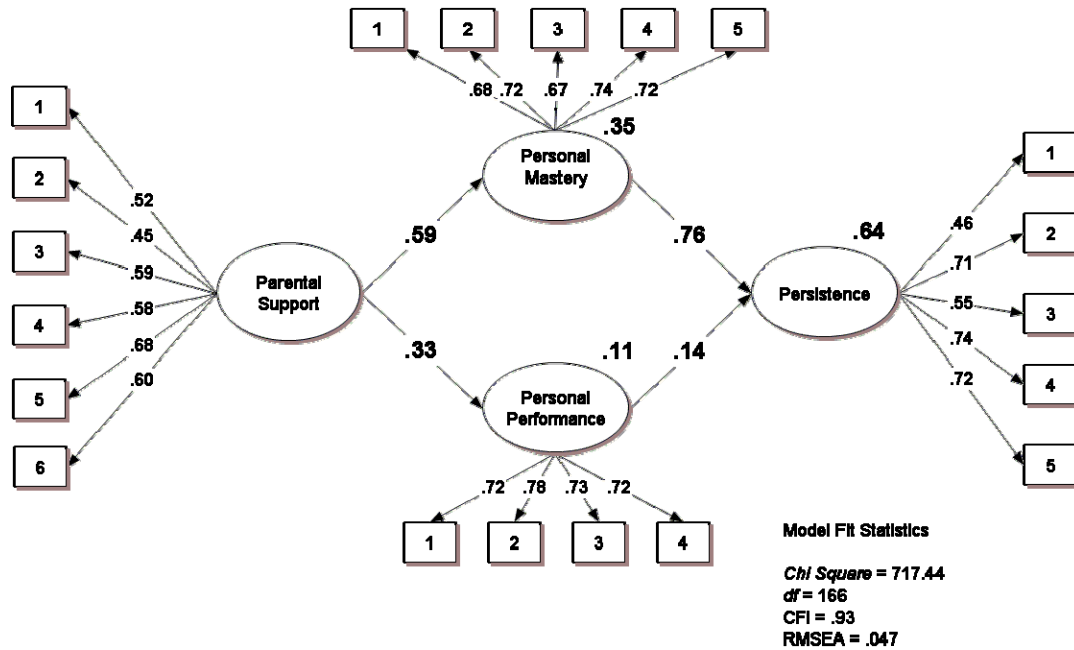 1 2 3 4 5
.68 .72 .67 .74 .72
.35
Personal
Mastery
1
2
3
4
5
6
.52
.45
.59
.58
.68
.60
Parental
Support
.59
.33
.76
.14
.11
Personal
Performance
.72 .78 .73 .72
1 2 3 4
.64
Persistence
.46
.71
.55
.74
.72
1
2
3
4
5
Model Fit Statistics
Chi Square = 717.44
df = 166
CFI = .93
RMSEA = .047